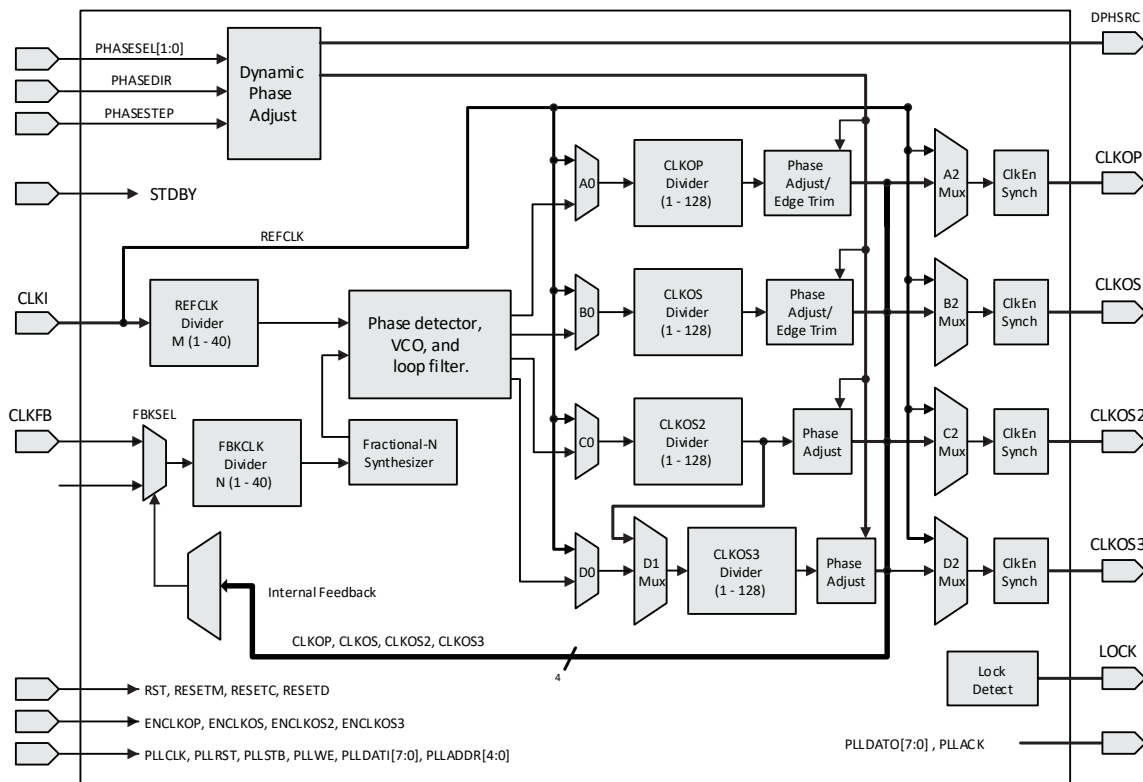 DPHSRC
PHASESEL[1:0]
PHASEDIR
PHASESTEP
Dynamic
Phase
Adjust
STDBY
REFCLK
CLKI
REFCLK
Divider
M (1 - 40)
Phase detector,
VCO, and
loop filter.
CLKFB
FBKSEL
FBKCLK
Divider
N (1 - 40)
Fractional-N
Synthesizer
A0
CLKOP
Divider
(1 - 128)
Phase
Adjust/
Edge Trim
A2
Mux
ClkEn
Synch
CLKOP
B0
CLKOS
Divider
(1 - 128)
Phase
Adjust/
Edge Trim
B2
Mux
ClkEn
Synch
CLKOS
C0
CLKOS2
Divider
(1 - 128)
Phase
Adjust
C2
Mux
ClkEn
Synch
CLKOS2
D0
D1
Mux
CLKOS3
Divider
(1 - 128)
Phase
Adjust
D2
Mux
ClkEn
Synch
CLKOS3
Internal Feedback
CLKOP, CLKOS, CLKOS2, CLKOS3
4
Lock
Detect
LOCK
RST, RESETM, RESETC, RESETD
ENCLKOP, ENCLKOS, ENCLKOS2, ENCLKOS3
PLLCLK, PLLRST, PLLSTB, PLLWE, PLLDATI[7:0], PLLADDR[4:0]
PLLDATO[7:0] , PLLACK